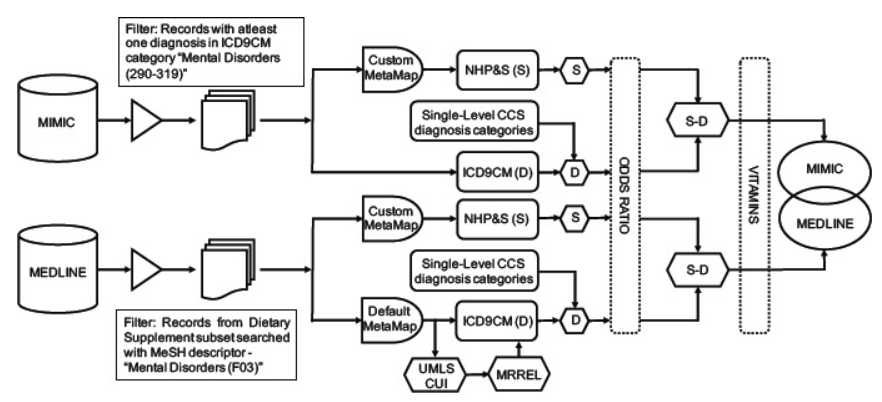 Filter: Records with atleast
one diagnosis in ICD9CM
category "Mental Disorders
(290-319)"
MIMIC
Custom
MetaMap
NHP&S (S)
S
Single-Level CCS
diagnosis categories
ICD9CM (D)
D
ODDS RATIO
S-D
VITAMINS
MIMIC
MEDLINE
MEDLINE
Custom
MetaMap
NHP&S (S)
S
Single-Level CCS
diagnosis categories
Default
MetaMap
ICD9CM (D)
D
S-D
UMLS
CUI
MRREL
Filter: Records from Dietary
Supplement subset searched
with MeSH descriptor -
"Mental Disorders (F03)"